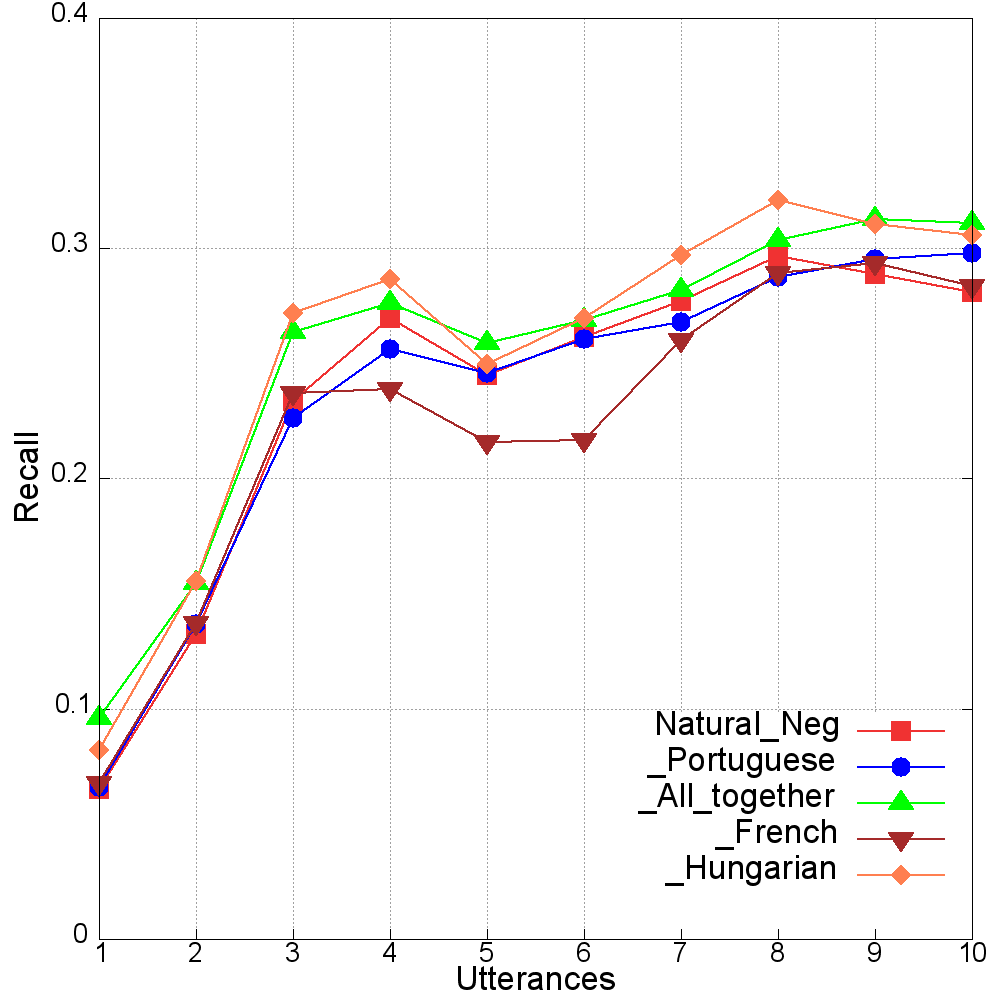 0.4
0.3
0.2
0.1
0
Recall
1 2 3 4 5 6 7 8 9 10
Utterances
Natural_Neg
_Portuguese
_All_together
_French
_Hungarian